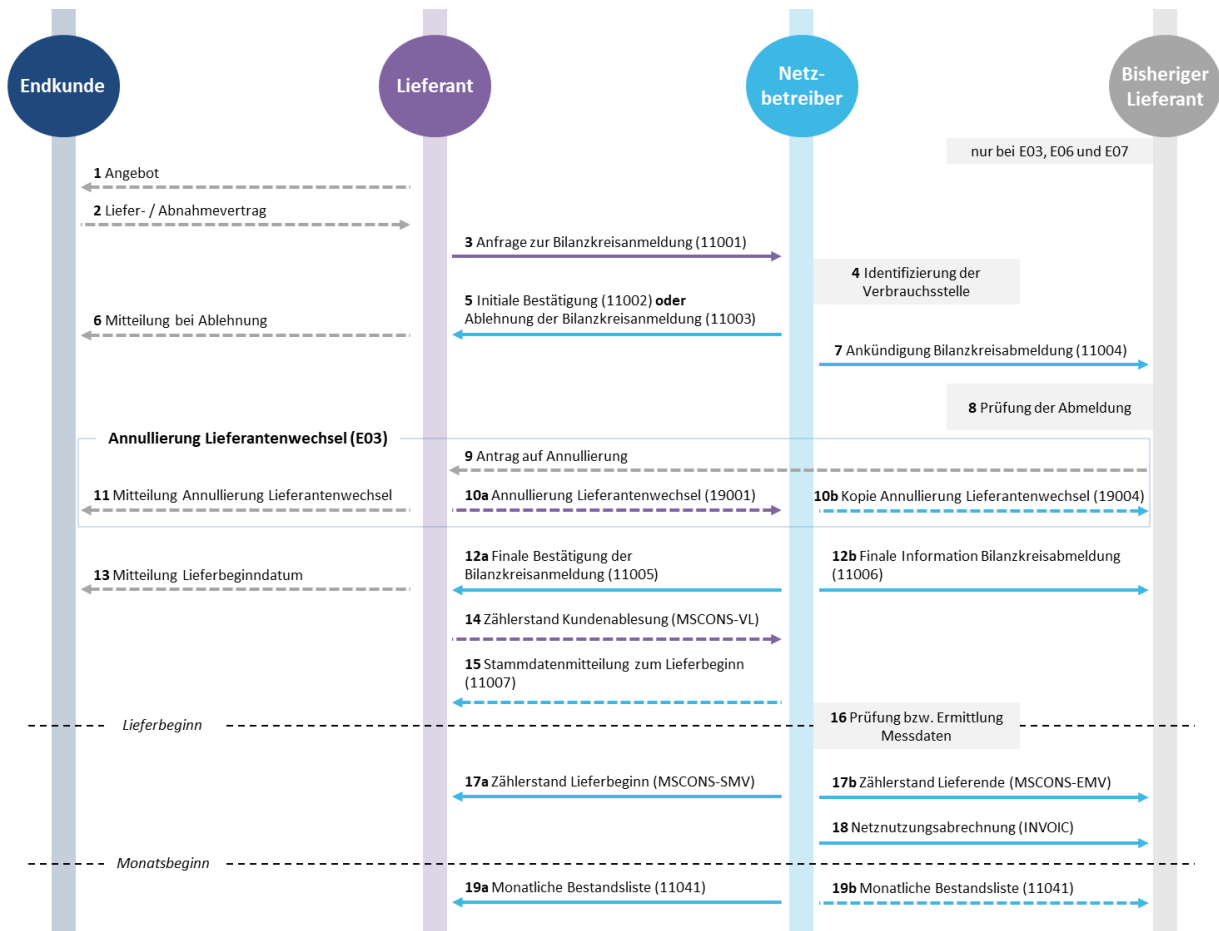 Endkunde
Lieferant
Netz-
betreiber
Bisheriger
Lieferant
nur bei E03, E06 und E07
1 Angebot
2 Liefer- / Abnahmevertrag
3 Anfrage zur Bilanzkreisanmeldung (11001)
4 Identifizierung der
Verbrauchsstelle
5 Initiale Bestätigung (11002) oder
Ablehnung der Bilanzkreisanmeldung (11003)
6 Mitteilung bei Ablehnung
7 Ankündigung Bilanzkreisabmeldung (11004)
8 Prüfung der Abmeldung
Annullierung Lieferantenwechsel (E03)
9 Antrag auf Annullierung
11 Mitteilung Annullierung Lieferantenwechsel
10a Annullierung Lieferantenwechsel (19001)
10b Kopie Annullierung Lieferantenwechsel (19004)
12a Finale Bestätigung der
Bilanzkreisanmeldung (11005)
12b Finale Information Bilanzkreisabmeldung
(11006)
13 Mitteilung Lieferbeginndatum
14 Zählerstand Kundenablesung (MSCONS-VL)
15 Stammdatenmitteilung zum Lieferbeginn
(11007)
Lieferbeginn
16 Prüfung bzw. Ermittlung
Messdaten
17a Zählerstand Lieferbeginn (MSCONS-SMV)
17b Zählerstand Lieferende (MSCONS-EMV)
18 Netznutzungsabrechnung (INVOIC)
Monatsbeginn
19a Monatliche Bestandsliste (11041)
19b Monatliche Bestandsliste (11041)